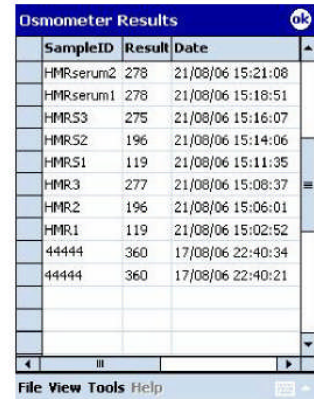 Osmometer Results ok
SampleID Result Date
HMRserum2 278 21/08/06 15:21:08
HMRserum1 278 21/08/06 15:18:51
HMRS3 275 21/08/06 15:16:07
HMRS2 196 21/08/06 15:14:06
HMRS1 119 21/08/06 15:11:35
HMR3 277 21/08/06 15:08:37
HMR2 196 21/08/06 15:06:01
HMR1 119 21/08/06 15:02:52
44444 360 17/08/06 22:40:34
44444 360 17/08/06 22:40:21
File View Tools Help